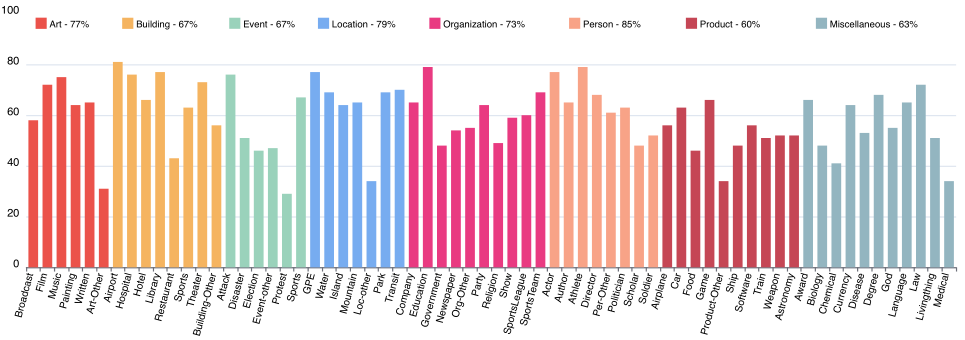 100
Art - 77%
Building - 67%
Event - 67%
Location - 79%
Organization - 73%
Person - 85%
Product - 60%
Miscellaneous - 63%
80
60
40
20
0
Broadcast
Film
Music
Painting
Written
Art-Other
Airport
Hospital
Hotel
Library
Restaurant
Sports
Theater
Building-Other
Attack
Disaster
Election
Event-other
Protest
Sports
GPE
Water
Island
Mountain
Loc-other
Park
Transit
Company
Education
Government
Newspaper
Org-Other
Party
Religion
Show
SportsLeague
SportsTeam
Actor
Author
Athlete
Director
Per-Other
Politician
Scholar
Soldier
Airplane
Car
Food
Game
Product-Other
Ship
Software
Train
Weapon
Astronomy
Award
Biology
Chemical
Currency
Disease
Degree
God
Language
Law
Livingthing
Medical